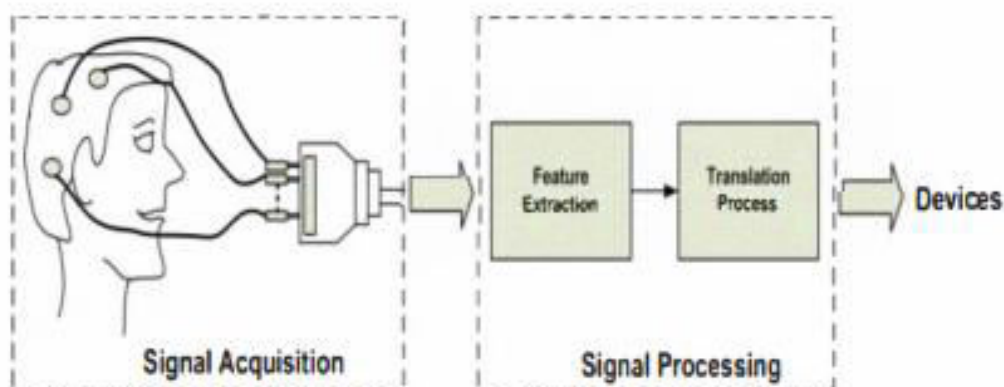 Feature
Extraction
Translation
Process
Devices
Signal Acquisition
Signal Processing